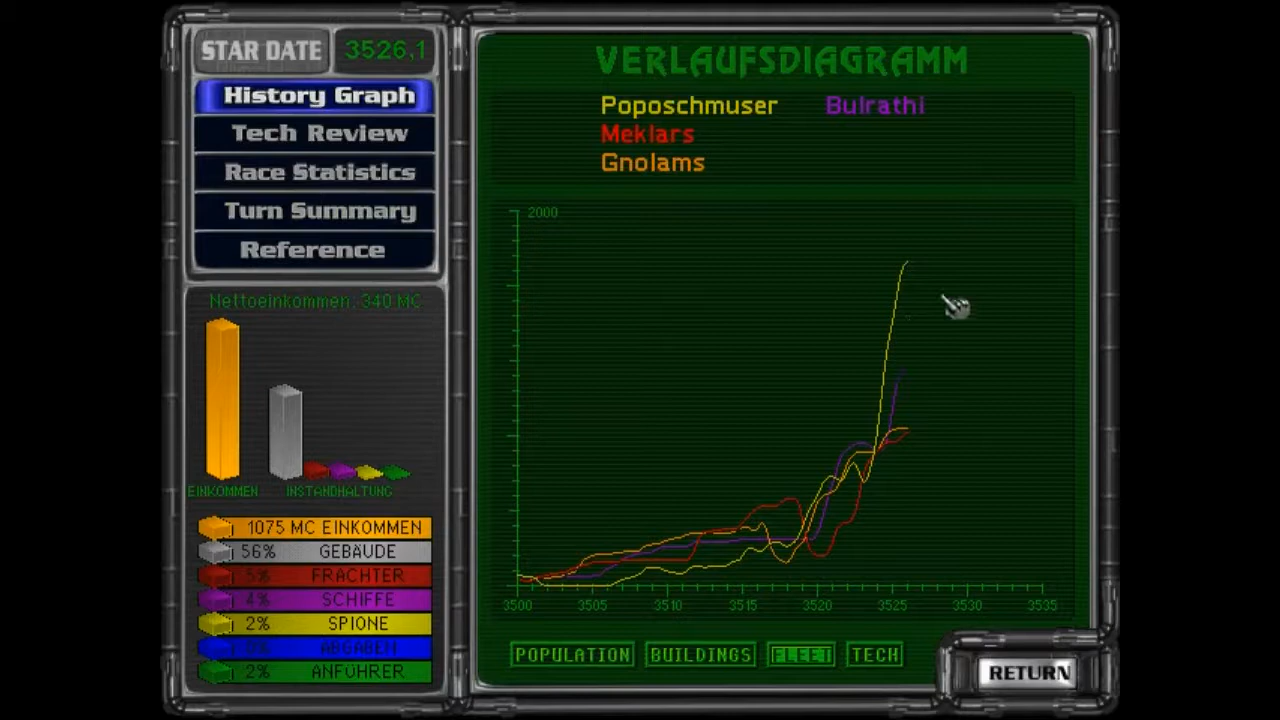 STAR DATE 3526,1
History Graph
Tech Review
Race Statistics
Turn Summary
Reference
Nettoeinkommen: 340 MC
EINKOMMEN INSTANDHALTUNG
1075 MC EINKOMMEN
56% GEBÄUDE
5% FRACHTER
4% SCHIFFE
2% SPIONE
0% ABGABEN
2% ANFÜHRER
VERLAUFSDIAGRAMM
Poposchmuser Bulrathi
Meklars
Gnolams
2000
3500 3505 3510 3515 3520 3525 3530 3535
POPULATION BUILDINGS FLEET TECH
RETURN